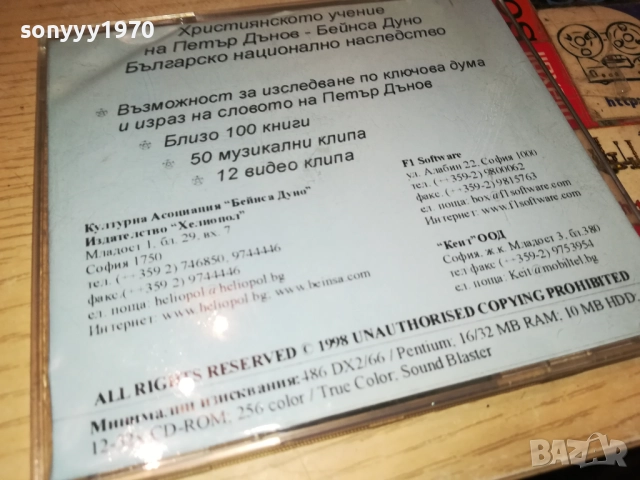 sonyyy1970
Християнското учение
на Петър Дънов - Беинса Дуно
Българско национално наследство
* Възможност за изследване по ключова дума
и израз на словото на Петър Дънов
* Близо 100 книги
* 50 музикални клипа
* 12 видео клипа
Културна Асоциация "Беинса Дуно"
Издателство "Хелиопол"
Младост 1, бл. 29, вх. 7
София 1750
тел. (++359 2) 746850, 9744446
факс.(++359 2) 9744446
ел. поща: heliopol@heliopol.bg
Интернет: www.heliopol.bg, www.beinsa.com
F1 Software
ул. Алабин 22, София 1000
тел. (++359-2) 9800062
факс. (++359-2) 9815763
ел. поща: box@f1software.com
Интернет: www.f1software.com
"Кеит"ООД
София, ж.к. Младост 3, бл.380
тел факс (++359-2) 9753954
ел. поща: Keit@mobiltel.bg
ALL RIGHTS RESERVED © 1998 UNAUTHORISED COPYING PROHIBITED
Минимални изисквания: 486 DX2/66 / Pentium, 16/32 MB RAM, 10 MB HDD
CD-ROM, 256 color / True Color, Sound Blaster
http
BAZAR
bg